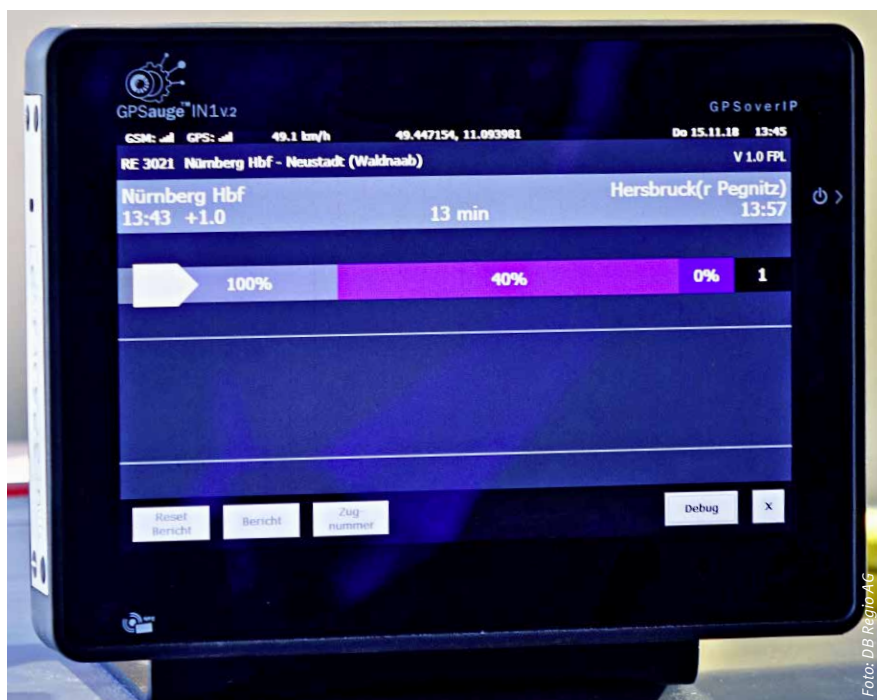 GPSauge™ IN1 V.2
GPSoverIP
GSM: GPS: 49.1 km/h 49.447154, 11.093981 Do 15.11.18 13:45
RE 3021 Nürnberg Hbf - Neustadt (Waldnaab) V 1.0 FPL
Nürnberg Hbf Hersbruck(r Pegnitz)
13:43 +1.0 13 min 13:57
100% 40% 0% 1
Reset
Bericht
Bericht
Zug-
nummer
Debug
X
Foto: DB Regio AG